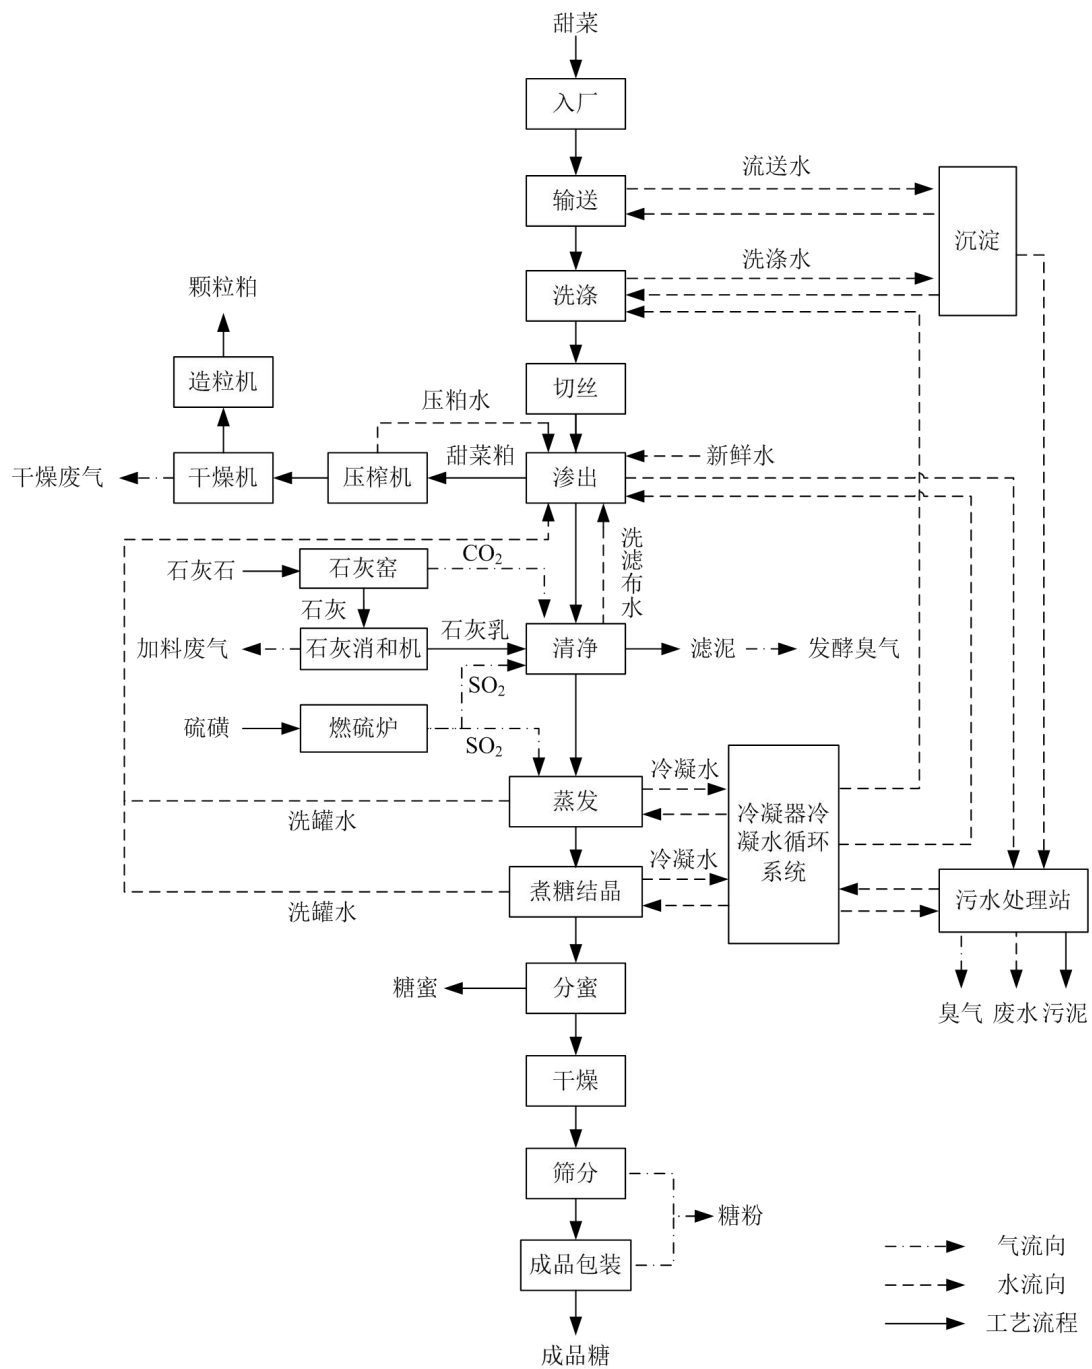 甜菜
入厂
流送水
输送
沉淀
洗涤水
洗涤
颗粒粕
造粒机
切丝
压粕水
甜菜粕
新鲜水
干燥废气
干燥机
压榨机
渗出
洗滤布水
CO₂
石灰石
石灰窑
石灰
石灰乳
加料废气
石灰消和机
清净
滤泥
发酵臭气
SO₂
硫磺
燃硫炉
SO₂
冷凝水
蒸发
冷凝器冷
凝水循环
系统
洗罐水
冷凝水
煮糖结晶
污水处理站
洗罐水
糖蜜
分蜜
臭气
废水
污泥
干燥
筛分
糖粉
成品包装
气流向
水流向
工艺流程
成品糖